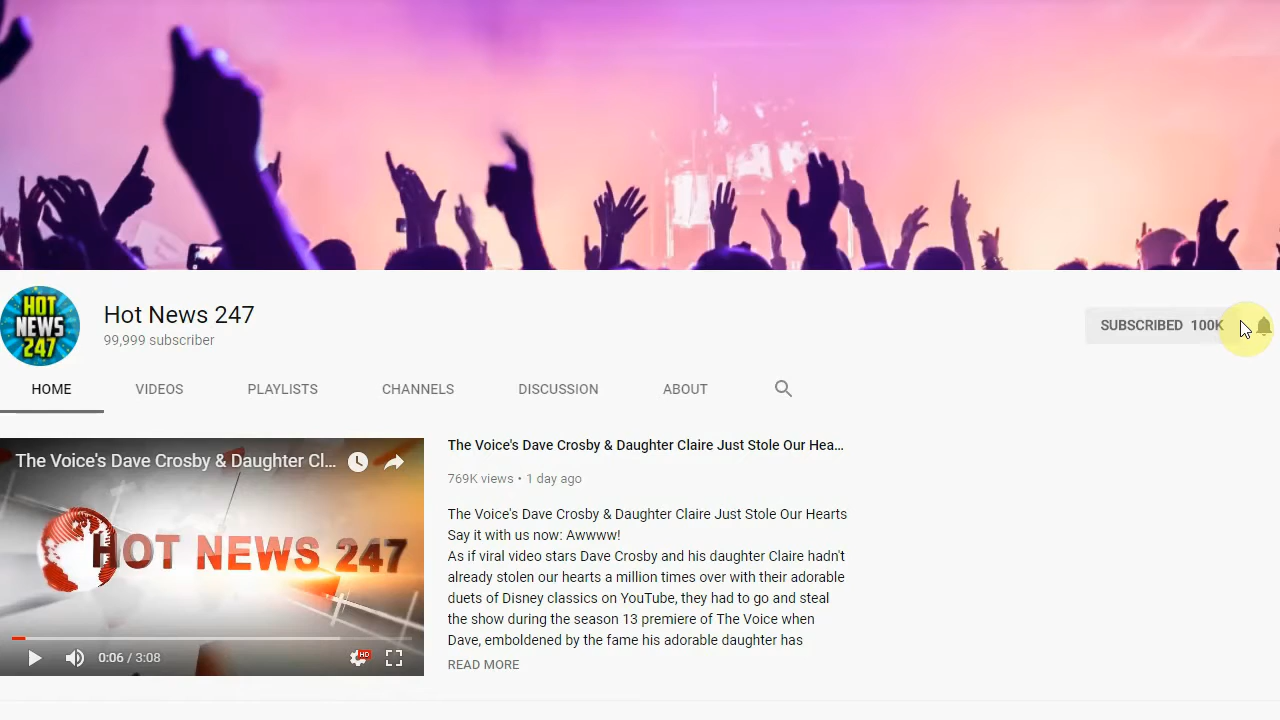 HOT
NEWS
247
Hot News 247
99,999 subscriber
SUBSCRIBED 100K
HOME VIDEOS PLAYLISTS CHANNELS DISCUSSION ABOUT
The Voice's Dave Crosby & Daughter Cl...
HOT NEWS 247
0:06 / 3:08
HD
The Voice's Dave Crosby & Daughter Claire Just Stole Our Hea...
769K views • 1 day ago
The Voice's Dave Crosby & Daughter Claire Just Stole Our Hearts
Say it with us now: Awwww!
As if viral video stars Dave Crosby and his daughter Claire hadn't
already stolen our hearts a million times over with their adorable
duets of Disney classics on YouTube, they had to go and steal
the show during the season 13 premiere of The Voice when
Dave, emboldened by the fame his adorable daughter has
READ MORE